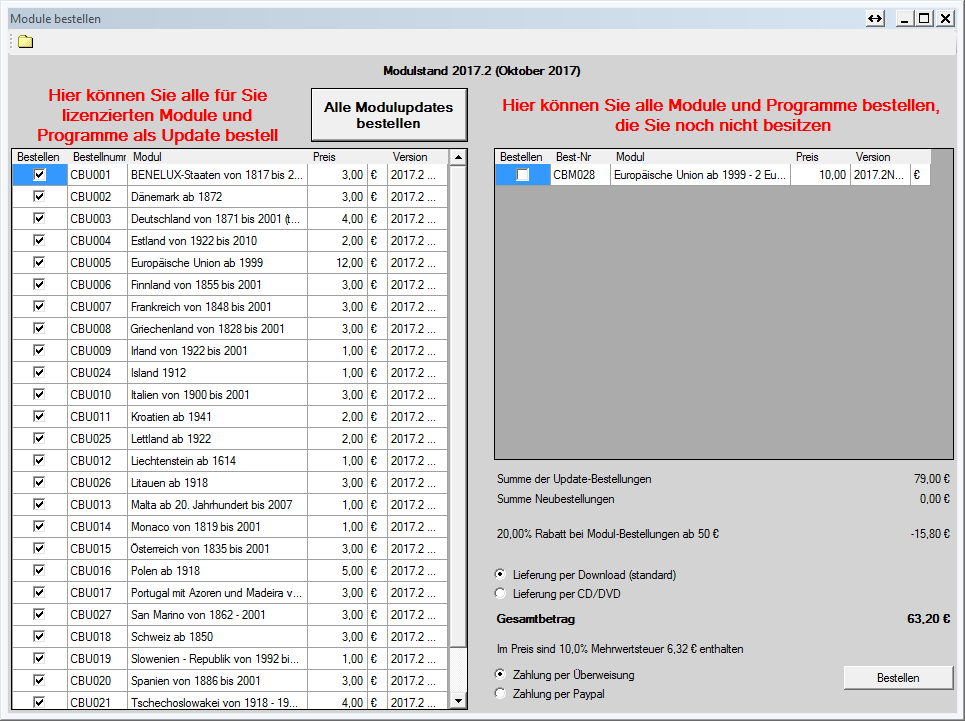 Module bestellen
Modulstand 2017.2 (Oktober 2017)
Hier können Sie alle für Sie
lizenzierten Module und
Programme als Update bestell
Alle Modulupdates
bestellen
Bestellen Bestellnumr Modul Preis Version
CBU001 BENELUX-Staaten von 1817 bis 2... 3,00 € 2017.2 ...
CBU002 Dänemark ab 1872 3,00 € 2017.2 ...
CBU003 Deutschland von 1871 bis 2001 (t... 4,00 € 2017.2 ...
CBU004 Estland von 1922 bis 2010 2,00 € 2017.2 ...
CBU005 Europäische Union ab 1999 12,00 € 2017.2 ...
CBU006 Finnland von 1855 bis 2001 3,00 € 2017.2 ...
CBU007 Frankreich von 1848 bis 2001 3,00 € 2017.2 ...
CBU008 Griechenland von 1828 bis 2001 3,00 € 2017.2 ...
CBU009 Irland von 1922 bis 2001 1,00 € 2017.2 ...
CBU024 Island 1912 1,00 € 2017.2 ...
CBU010 Italien von 1900 bis 2001 3,00 € 2017.2 ...
CBU011 Kroatien ab 1941 2,00 € 2017.2 ...
CBU025 Lettland ab 1922 2,00 € 2017.2 ...
CBU012 Liechtenstein ab 1614 1,00 € 2017.2 ...
CBU026 Litauen ab 1918 3,00 € 2017.2 ...
CBU013 Malta ab 20. Jahrhundert bis 2007 1,00 € 2017.2 ...
CBU014 Monaco von 1819 bis 2001 1,00 € 2017.2 ...
CBU015 Österreich von 1835 bis 2001 3,00 € 2017.2 ...
CBU016 Polen ab 1918 5,00 € 2017.2 ...
CBU017 Portugal mit Azoren und Madeira v... 3,00 € 2017.2 ...
CBU027 San Marino von 1862 - 2001 3,00 € 2017.2 ...
CBU018 Schweiz ab 1850 3,00 € 2017.2 ...
CBU019 Slowenien - Republik von 1992 bi... 1,00 € 2017.2 ...
CBU020 Spanien von 1886 bis 2001 3,00 € 2017.2 ...
CBU021 Tschechoslowakei von 1918 - 19... 4,00 € 2017.2 ...
Hier können Sie alle Module und Programme bestellen,
die Sie noch nicht besitzen
Bestellen Best-Nr Modul Preis Version
CBM028 Europäische Union ab 1999 - 2 Eu... 10,00 2017.2N... €
Summe der Update-Bestellungen 79,00 €
Summe Neubestellungen 0,00 €
20,00% Rabatt bei Modul-Bestellungen ab 50 € -15,80 €
Lieferung per Download (standard)
Lieferung per CD/DVD
Gesamtbetrag 63,20 €
Im Preis sind 10,0% Mehrwertsteuer 6,32 € enthalten
Zahlung per Überweisung
Zahlung per Paypal
Bestellen